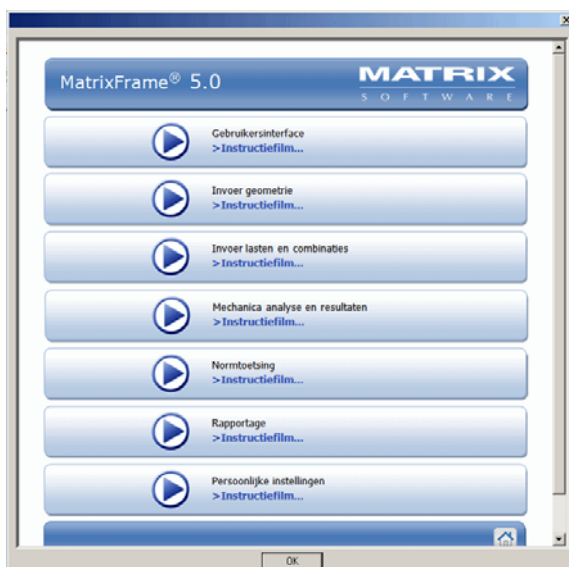 MatrixFrame® 5.0
MATRIX
SOFTWARE
Gebruikersinterface
>Instructiefilm...
Invoer geometrie
>Instructiefilm...
Invoer lasten en combinaties
>Instructiefilm...
Mechanica analyse en resultaten
>Instructiefilm...
Normtoetsing
>Instructiefilm...
Rapportage
>Instructiefilm...
Persoonlijke instellingen
>Instructiefilm...
OK